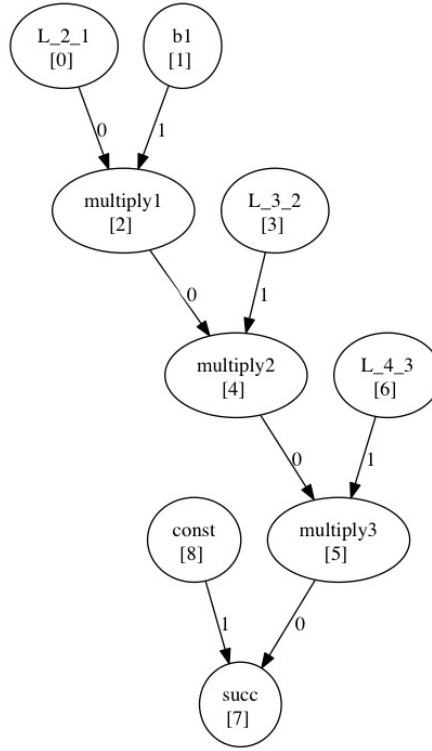 L_2_1
[0]
b1
[1]
0
1
multiply1
[2]
L_3_2
[3]
0
1
multiply2
[4]
L_4_3
[6]
0
1
const
[8]
multiply3
[5]
1
0
succ
[7]